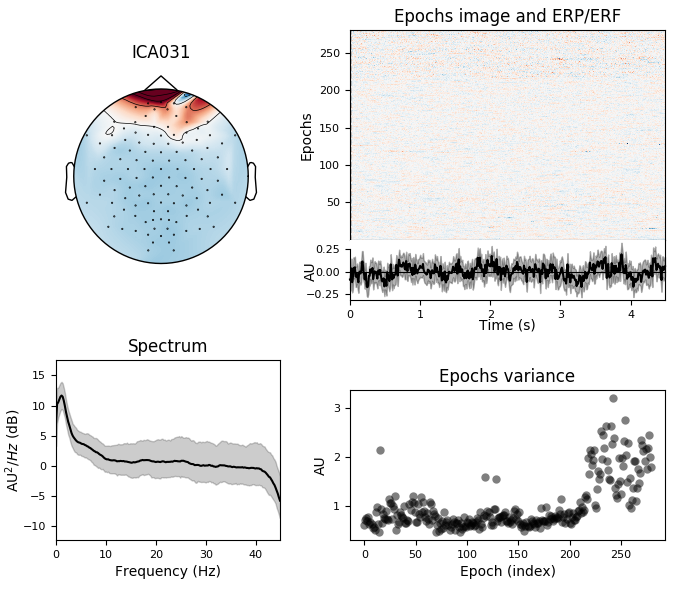 ICA031
Epochs image and ERP/ERF
Epochs
250
200
150
100
50
AU
0.25
0.00
−0.25
0 1 2 3 4
Time (s)
Spectrum
AU²/Hz (dB)
15
10
5
0
−5
−10
0 10 20 30 40
Frequency (Hz)
Epochs variance
AU
3
2
1
0 50 100 150 200 250
Epoch (index)